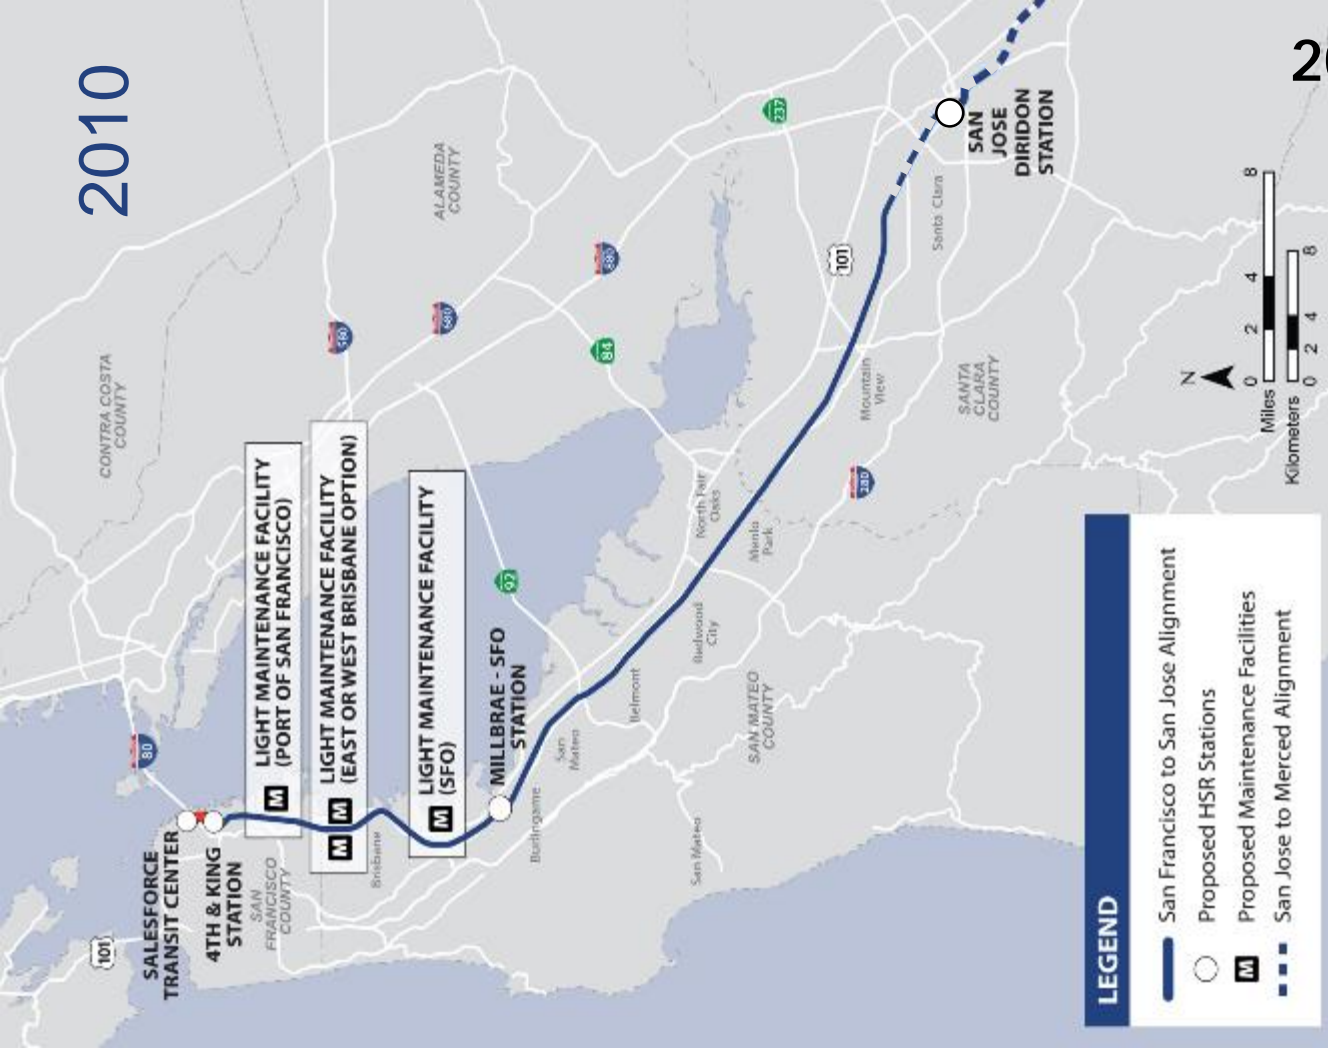 2010
20
CONTRA COSTA
COUNTY
ALAMEDA
COUNTY
580
680
880
84
237
92
80
101
101
280
SALESFORCE
TRANSIT CENTER
4TH & KING
STATION
SAN
FRANCISCO
COUNTY
LIGHT MAINTENANCE FACILITY
(PORT OF SAN FRANCISCO)
M
LIGHT MAINTENANCE FACILITY
(EAST OR WEST BRISBANE OPTION)
M M
Brisbane
LIGHT MAINTENANCE FACILITY
(SFO)
M
MILLBRAE - SFO
STATION
Burlingame
San
Mateo
Belmont
San Mateo
SAN MATEO
COUNTY
Redwood
City
North Fair
Oaks
Menlo
Park
Mountain
View
SANTA
CLARA
COUNTY
Santa Clara
SAN
JOSE
DIRIDON
STATION
N
0 2 4 8
Miles
Kilometers
0 2 4 8
LEGEND
San Francisco to San Jose Alignment
Proposed HSR Stations
M Proposed Maintenance Facilities
San Jose to Merced Alignment